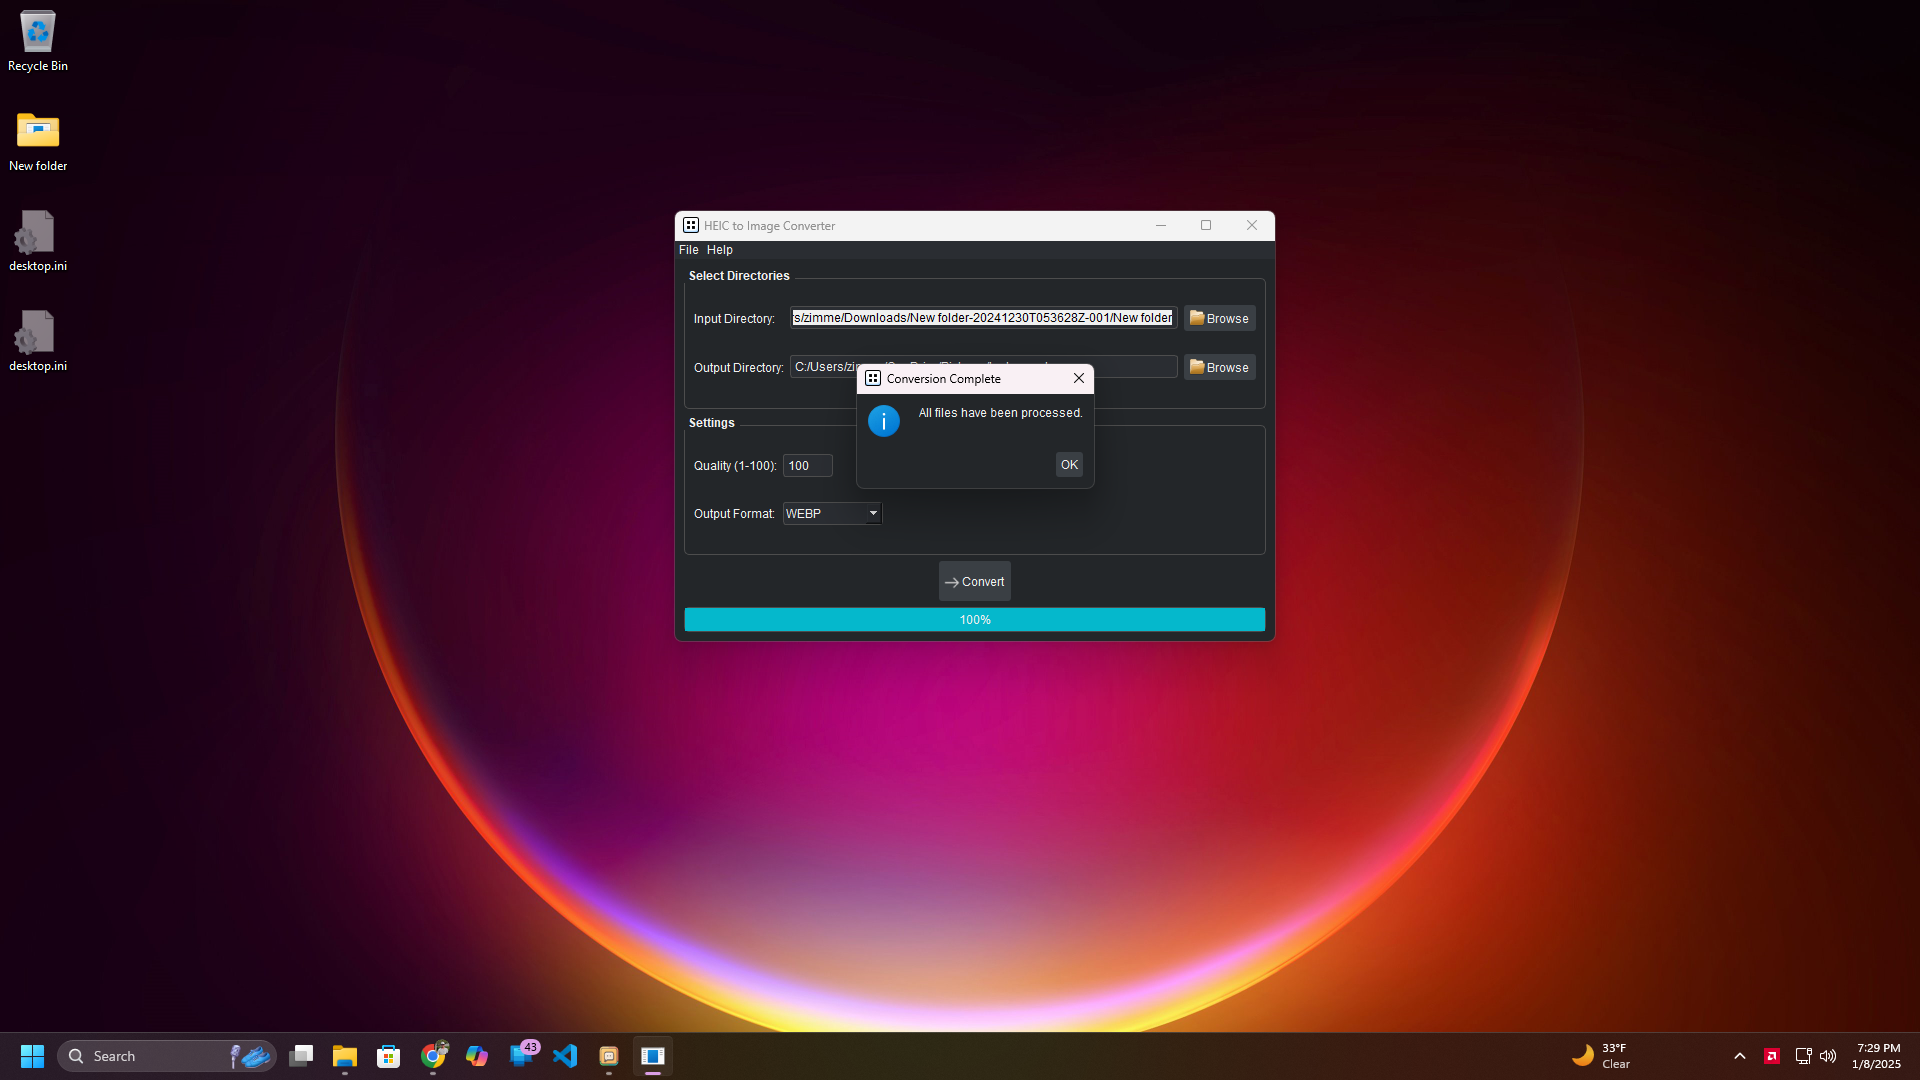 Recycle Bin
New folder
desktop.ini
desktop.ini
HEIC to Image Converter
File Help
Select Directories
Input Directory: s/zimme/Downloads/New folder-20241230T053628Z-001/New folder Browse
Output Directory: C:/Users/zi Browse
Conversion Complete
All files have been processed.
OK
Settings
Quality (1-100): 100
Output Format: WEBP
Convert
100%
Search
43
33°F
Clear
7:29 PM
1/8/2025